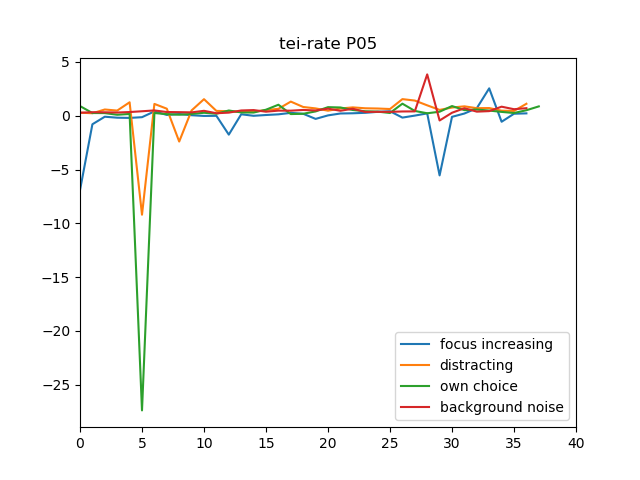 tei-rate P05
5
0
−5
−10
−15
−20
−25
0 5 10 15 20 25 30 35 40
focus increasing
distracting
own choice
background noise